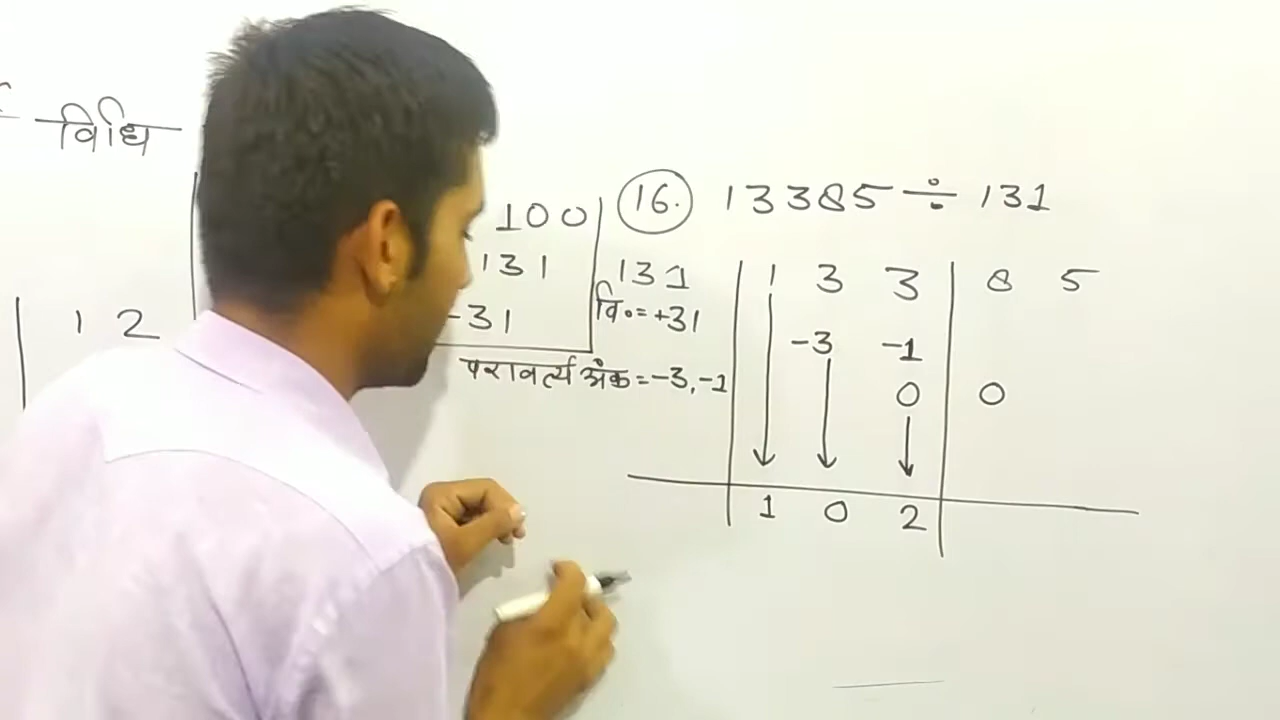 विधि
1 2
100
131
-31
16. 13385 ÷ 131
131
वि० = +31
परावर्त्य अंक = -3, -1
1 3 3 8 5
-3 -1
0 0
1 0 2